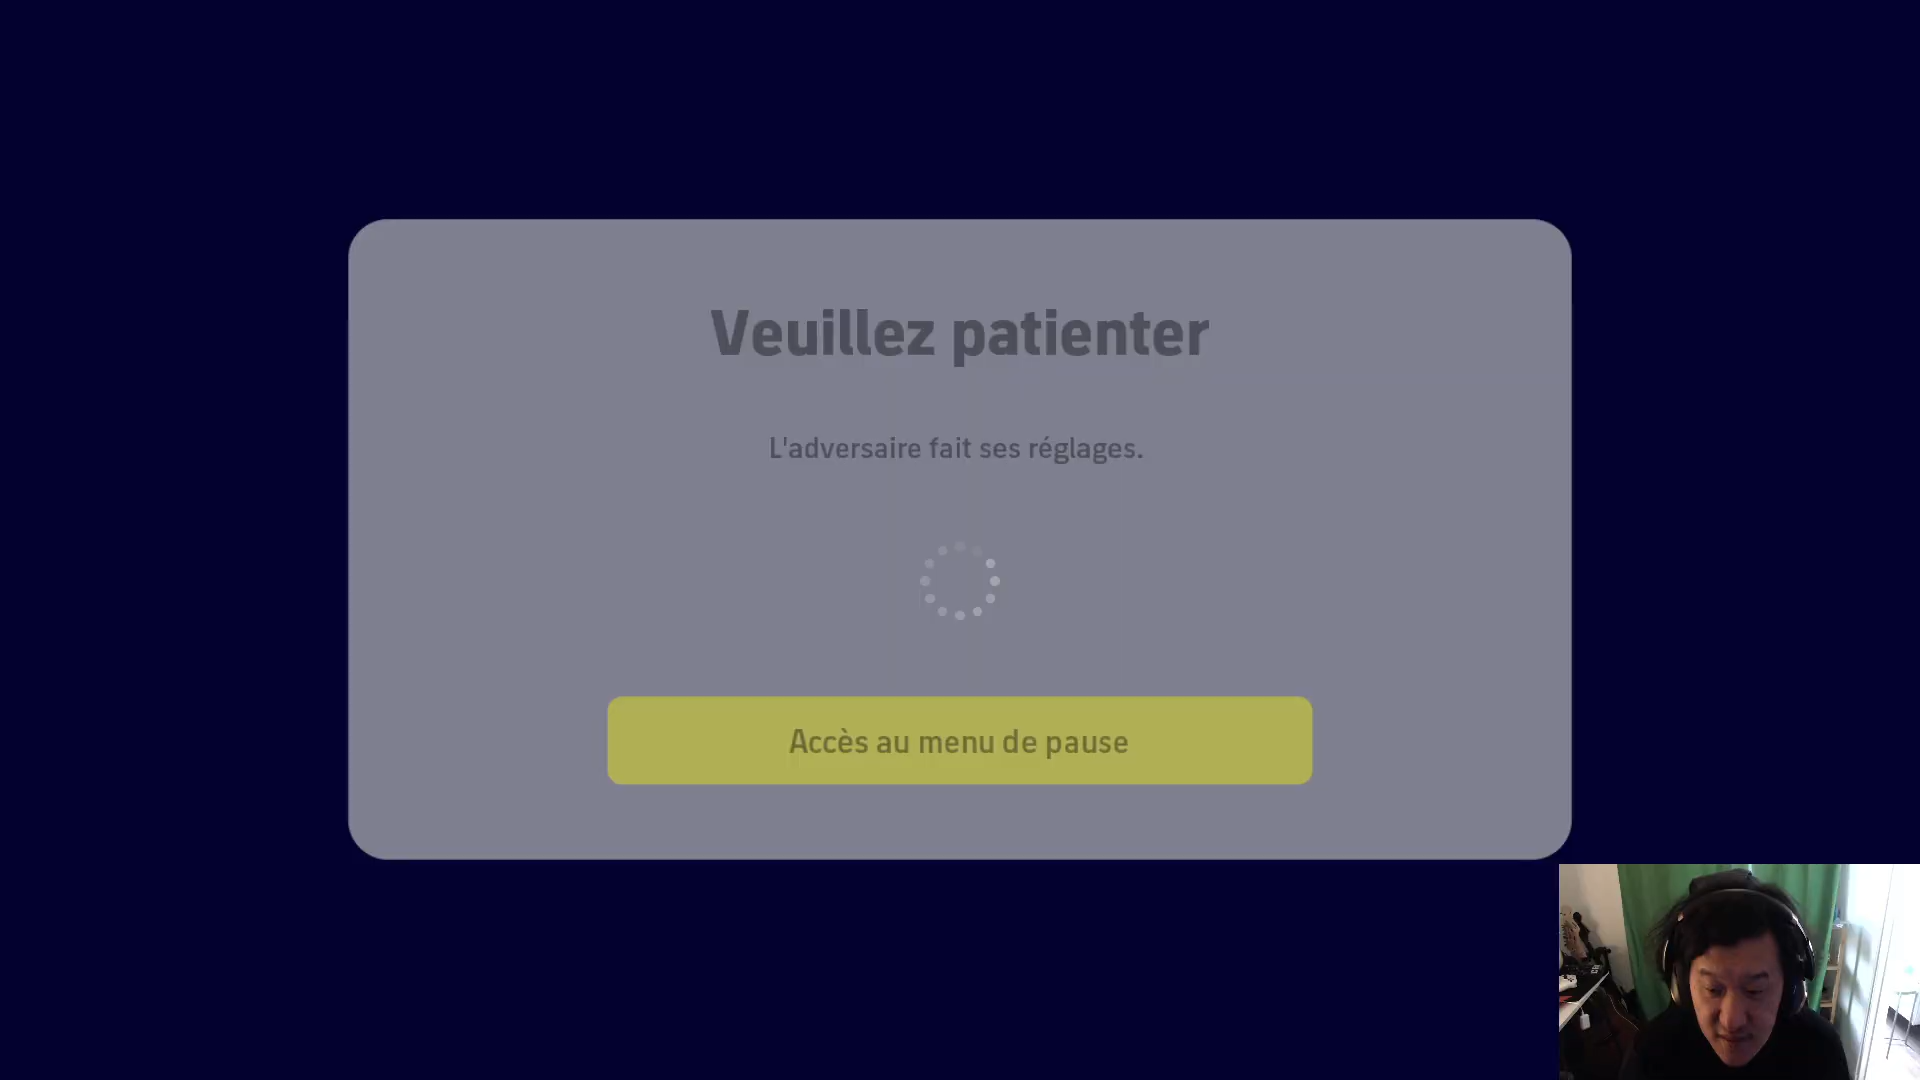 Veuillez patienter
L'adversaire fait ses réglages.
Accès au menu de pause